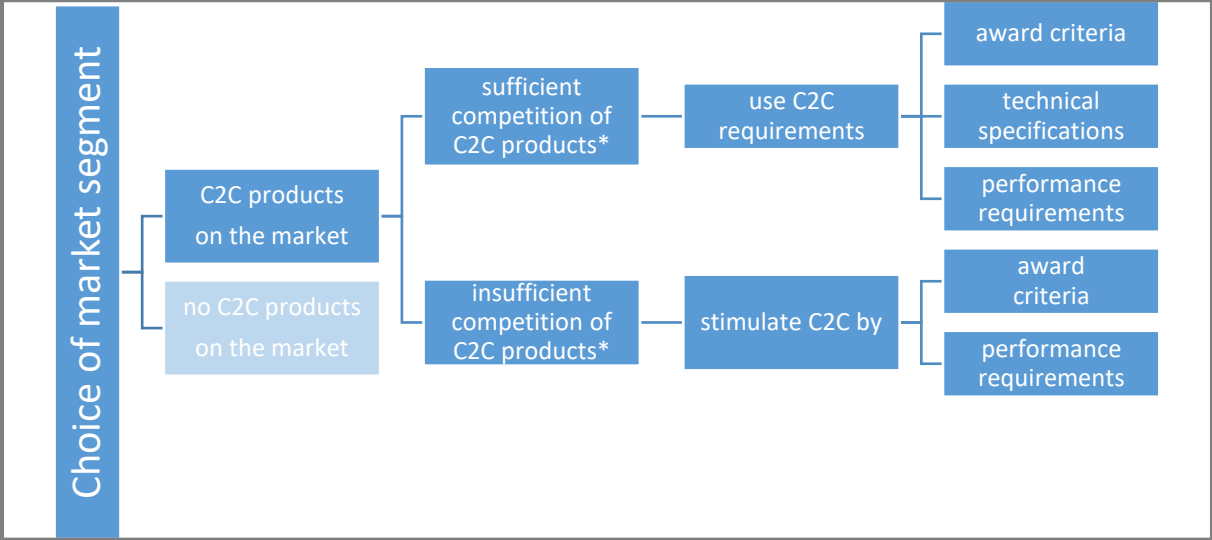 Choice of market segment
C2C products
on the market
no C2C products
on the market
sufficient
competition of
C2C products*
insufficient
competition of
C2C products*
use C2C
requirements
stimulate C2C by
award criteria
technical
specifications
performance
requirements
award
criteria
performance
requirements